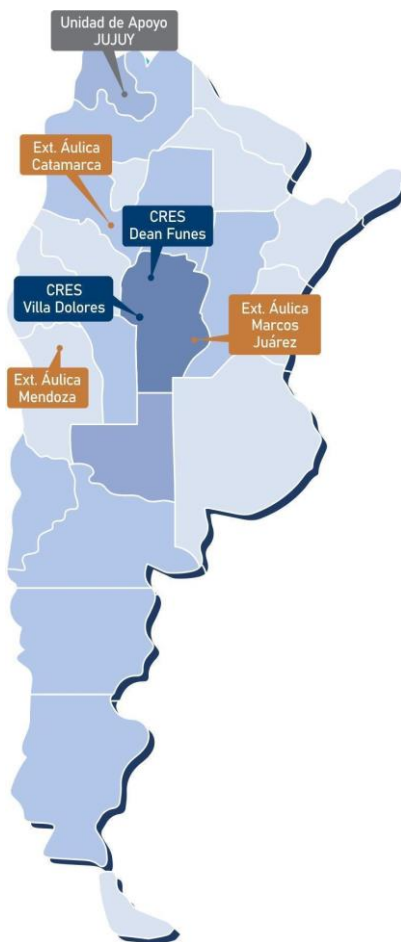 Unidad de Apoyo
JUJUY
Ext. Áulica
Catamarca
CRES
Dean Funes
CRES
Villa Dolores
Ext. Áulica
Marcos
Juárez
Ext. Áulica
Mendoza